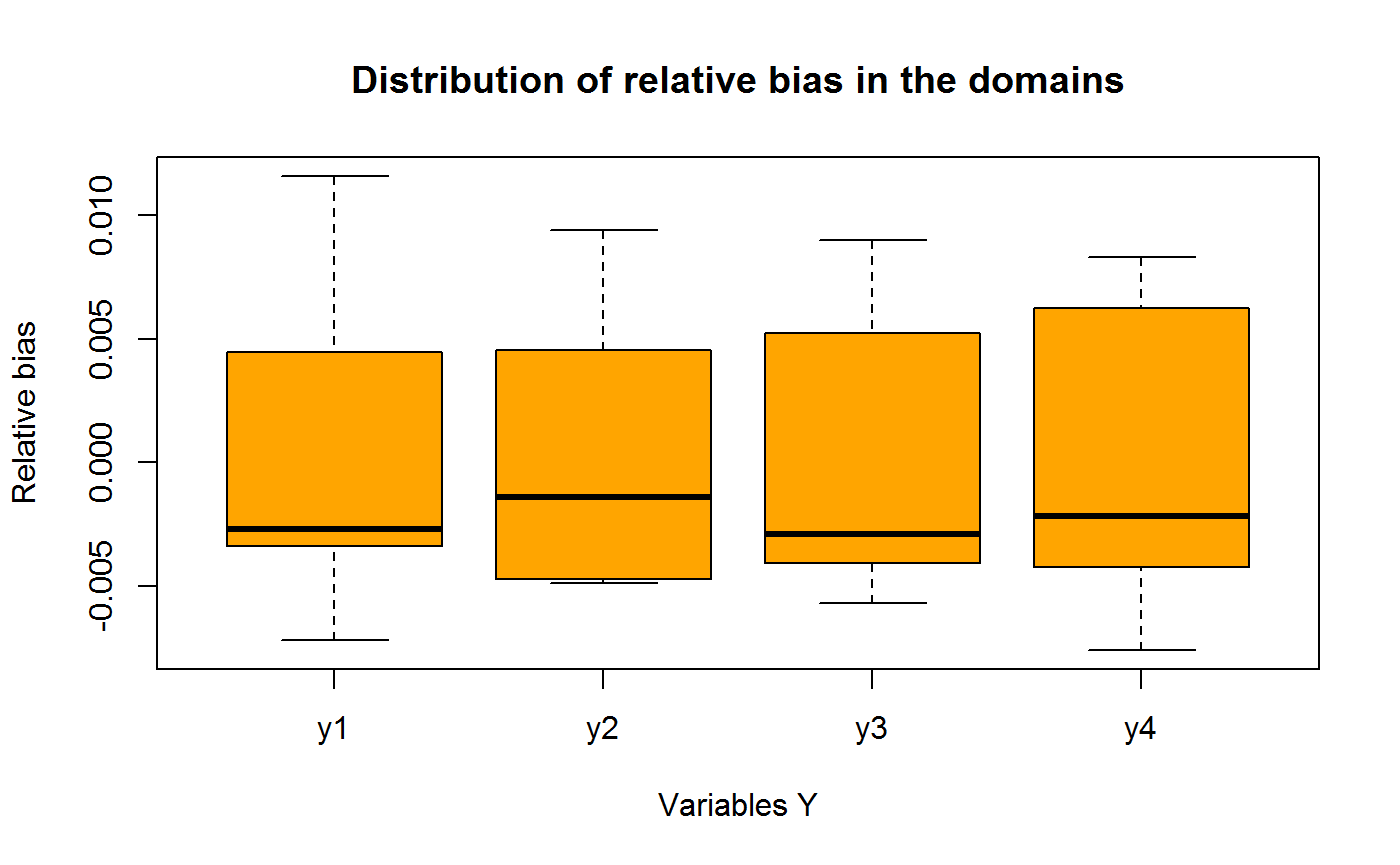 Distribution of relative bias in the domains
Relative bias
0.010
0.005
0.000
-0.005
y1 y2 y3 y4
Variables Y